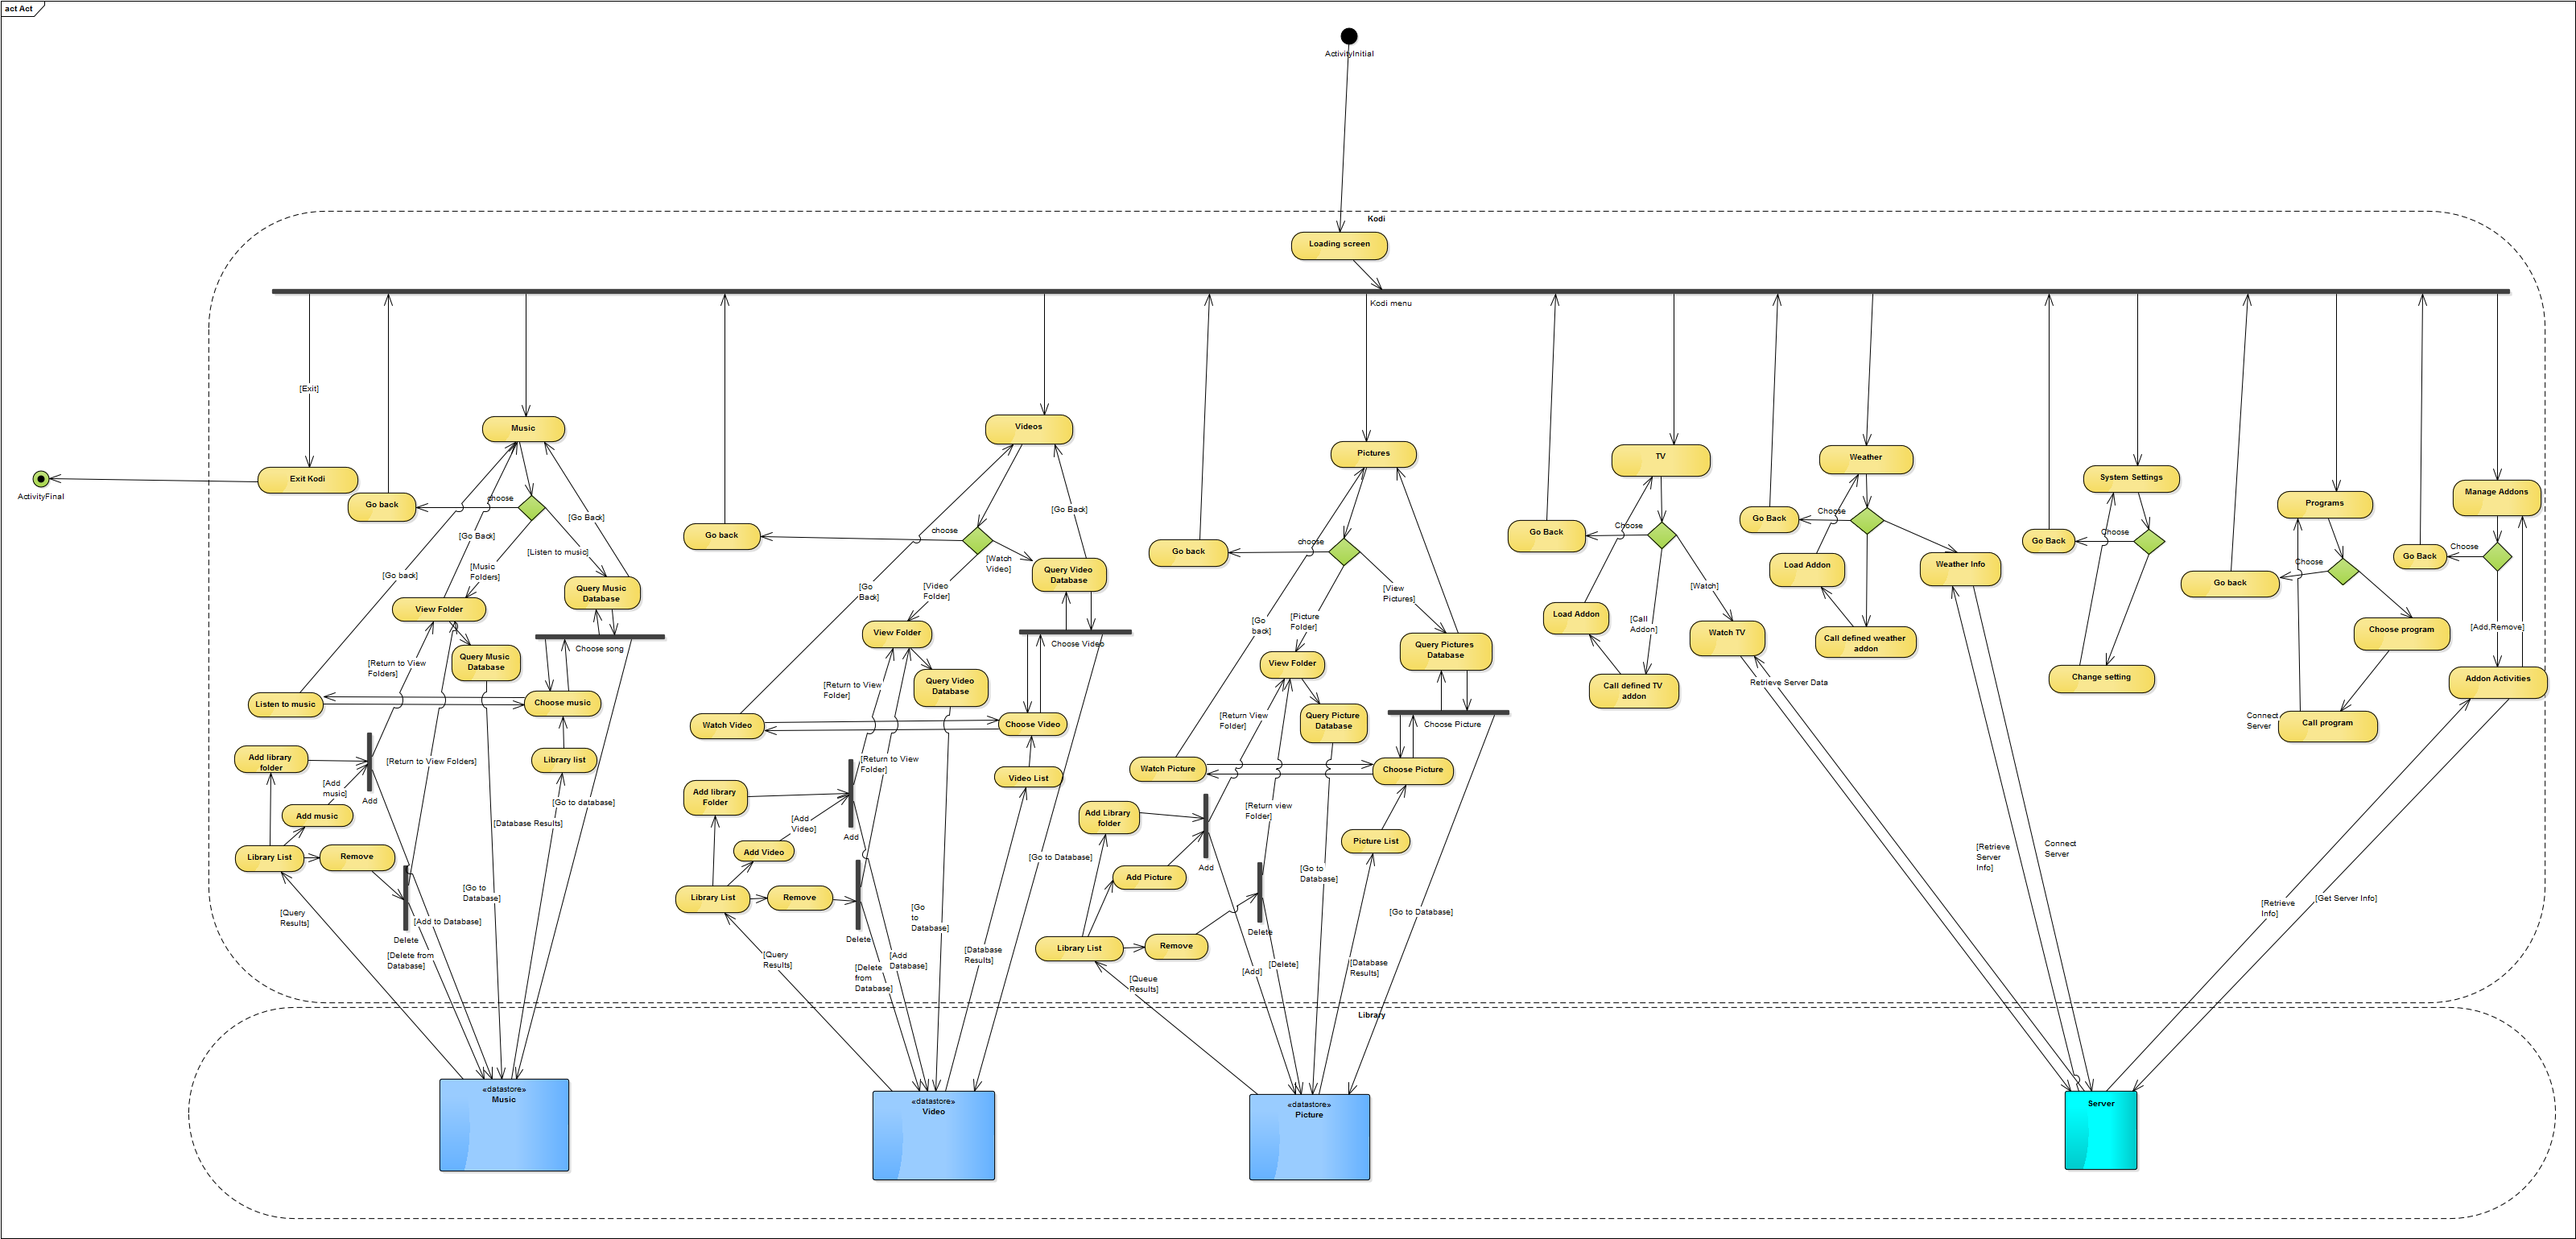 act Act
ActivityInitial
Kodi
Loading screen
Kodi menu
[Exit]
Music
Videos
Pictures
TV
Weather
System Settings
Manage Addons
Programs
Exit Kodi
ActivityFinal
Go back
choose
[Go Back]
[Go Back]
[Listen to music]
[Music
Folders]
[Go back]
Query Music
Database
View Folder
Choose song
Query Music
Database
[Return to View
Folders]
Listen to music
Choose music
Library list
Add library
folder
[Return to View Folders]
[Add
music]
Add
Add music
[Go to database]
[Database Results]
Library List
Remove
[Go to
Database]
[Query
Results]
[Add to Database]
Delete
[Delete from
Database]
Go back
choose
[Go Back]
[Watch
Video]
Query Video
Database
[Go
Back]
[Video
Folder]
View Folder
Choose Video
Query Video
Database
[Return to View
Folder]
Watch Video
Choose Video
[Return to View
Folder]
Video List
Add library
Folder
[Add
Video]
Add
Add Video
[Go to Database]
Library List
Remove
[Go
to
Database]
Delete
[Query
Results]
[Delete
from
Database]
[Add
Database]
[Database
Results]
Go back
choose
[View
Pictures]
[Go
back]
[Picture
Folder]
Query Pictures
Database
View Folder
[Return View
Folder]
Query Picture
Database
Choose Picture
Watch Picture
Choose Picture
[Return view
Folder]
Add Library
folder
Picture List
Add
Add Picture
[Go to
Database]
[Go to Database]
Delete
Library List
Remove
[Queue
Results]
[Add]
[Delete]
[Database
Results]
Go Back
Choose
[Watch]
Load Addon
[Call
Addon]
Watch TV
Call defined TV
addon
Retrieve Server Data
Go Back
Choose
Load Addon
Weather Info
Call defined weather
addon
[Retrieve
Server
Info]
Connect
Server
Go Back
Choose
Change setting
Go back
Choose
Choose program
Call program
Connect
Server
Go Back
Choose
[Add,Remove]
Addon Activities
[Retrieve
Info]
[Get Server Info]
Library
«datastore»
Music
«datastore»
Video
«datastore»
Picture
Server